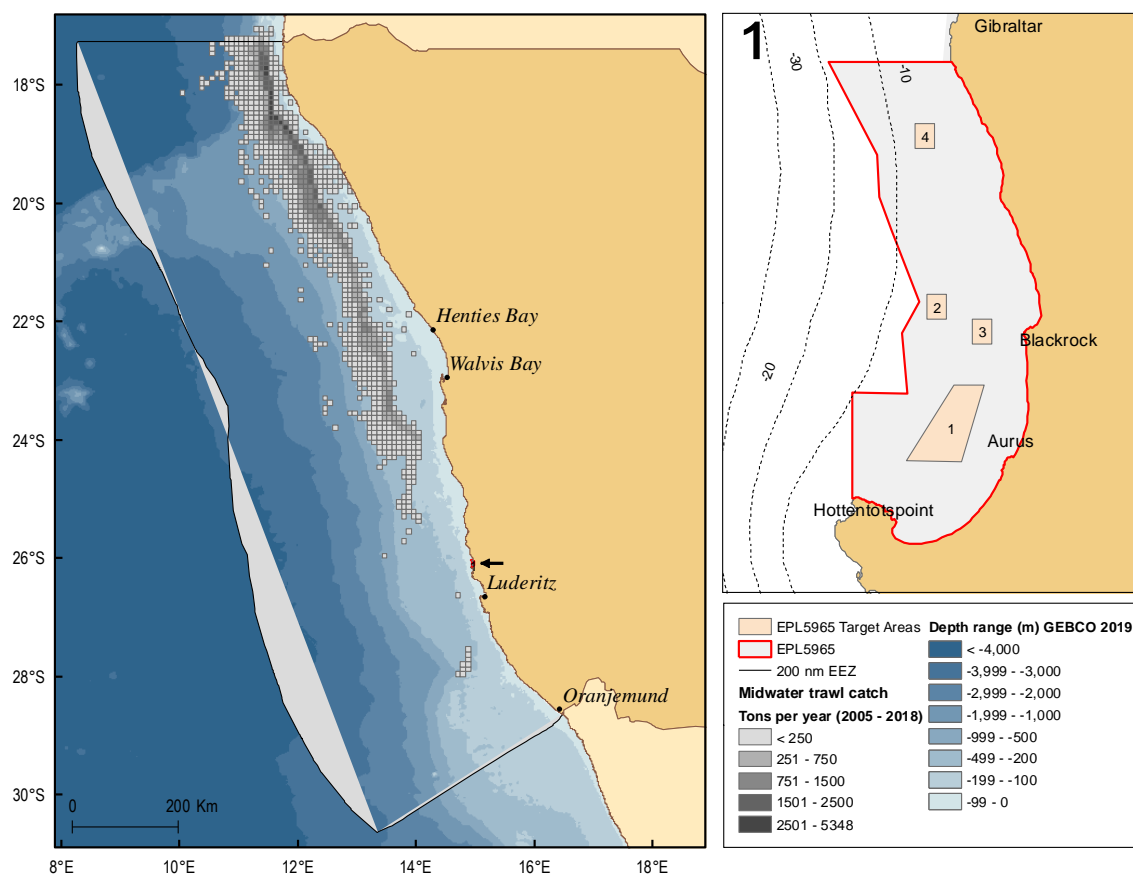 18°S
20°S
22°S
24°S
26°S
28°S
30°S
8°E
10°E
12°E
14°E
16°E
18°E
Henties Bay
Walvis Bay
Luderitz
Oranjemund
0 200 Km
1
Gibraltar
-30
-10
-20
4
2
3
Blackrock
1
Aurus
Hottentotspoint
EPL5965 Target Areas
EPL5965
200 nm EEZ
Midwater trawl catch
Tons per year (2005 - 2018)
< 250
251 - 750
751 - 1500
1501 - 2500
2501 - 5348
Depth range (m) GEBCO 2019
< -4,000
-3,999 - -3,000
-2,999 - -2,000
-1,999 - -1,000
-999 - -500
-499 - -200
-199 - -100
-99 - 0